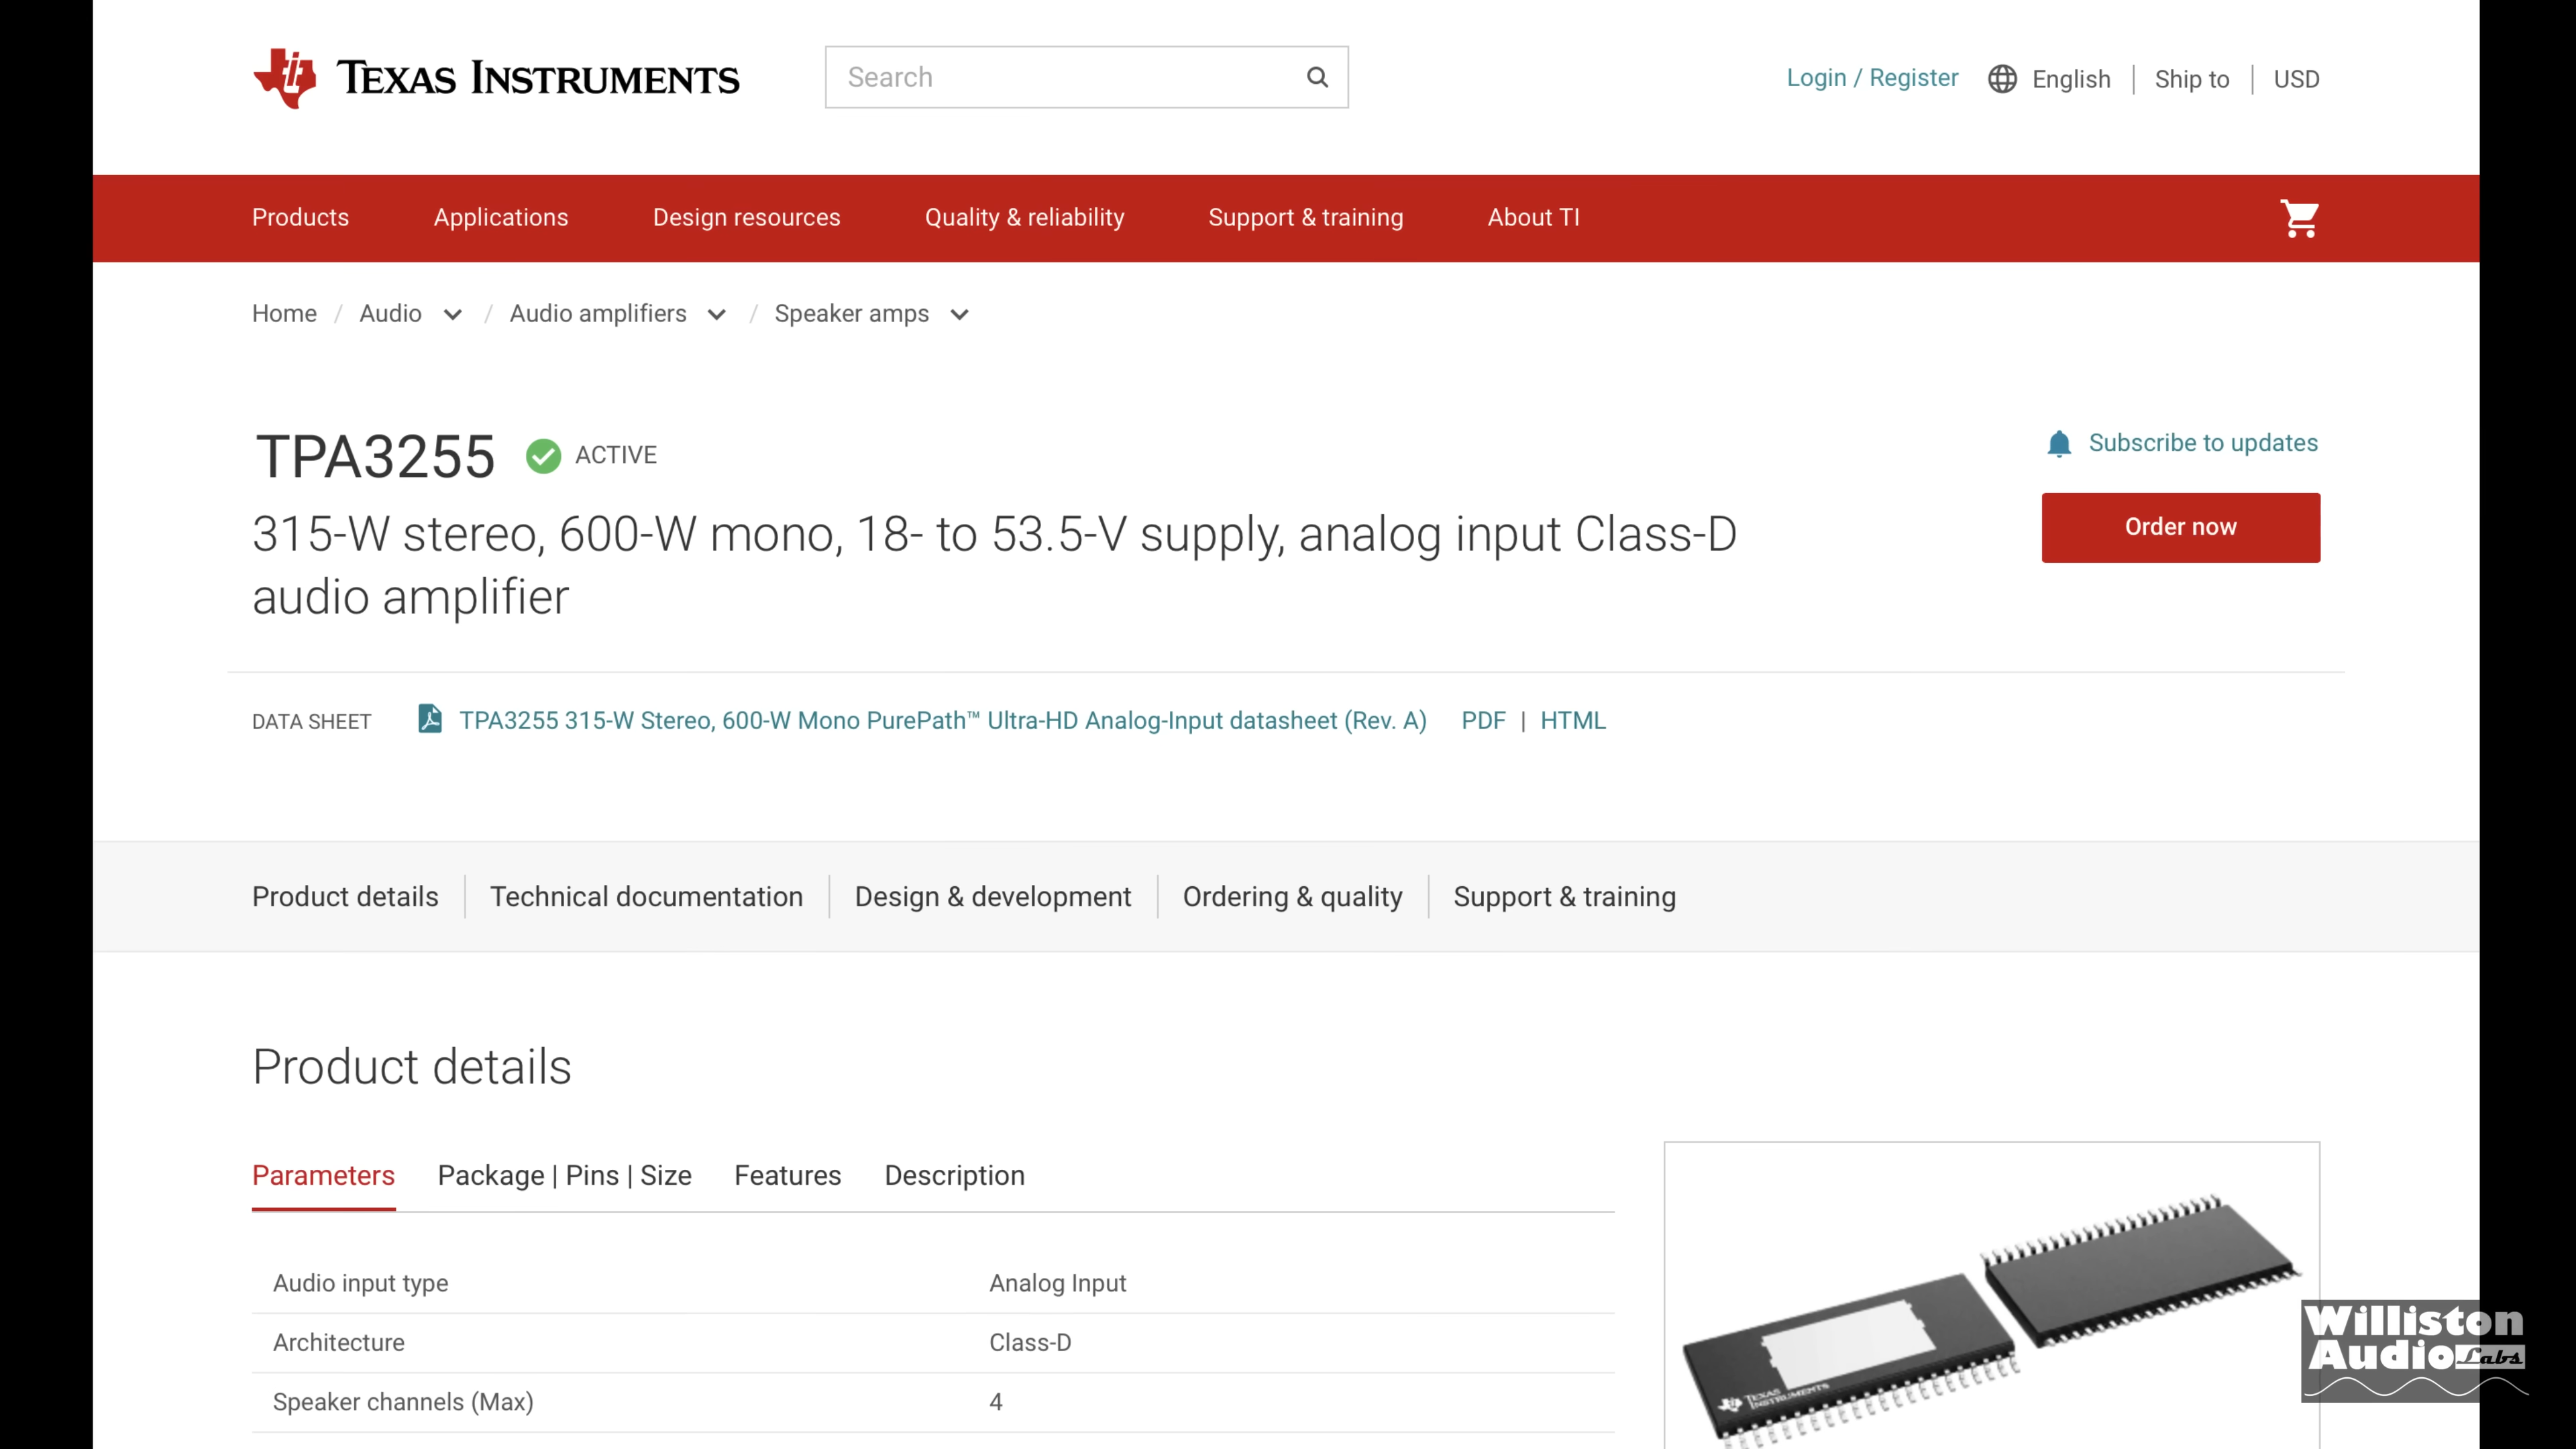 TEXAS INSTRUMENTS
Search
Login / Register
English
Ship to
USD
Products
Applications
Design resources
Quality & reliability
Support & training
About TI
Home / Audio / Audio amplifiers / Speaker amps
TPA3255
ACTIVE
Subscribe to updates
315-W stereo, 600-W mono, 18- to 53.5-V supply, analog input Class-D
audio amplifier
Order now
DATA SHEET
TPA3255 315-W Stereo, 600-W Mono PurePath™ Ultra-HD Analog-Input datasheet (Rev. A)
PDF | HTML
Product details
Technical documentation
Design & development
Ordering & quality
Support & training
Product details
Parameters
Package | Pins | Size
Features
Description
Audio input type
Analog Input
Architecture
Class-D
Speaker channels (Max)
4
TEXAS
INSTRUMENTS
Williston
Audio Labs